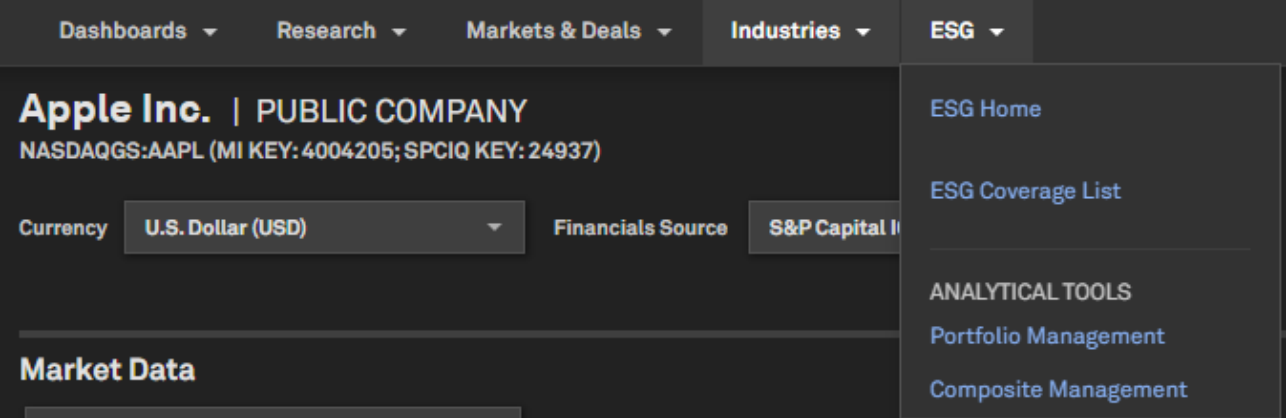 Dashboards Research Markets & Deals Industries ESG
Apple Inc. | PUBLIC COMPANY
NASDAQGS:AAPL (MI KEY: 4004205; SPCIQ KEY: 24937)
Currency U.S. Dollar (USD) Financials Source S&P Capital
Market Data
ESG Home
ESG Coverage List
ANALYTICAL TOOLS
Portfolio Management
Composite Management